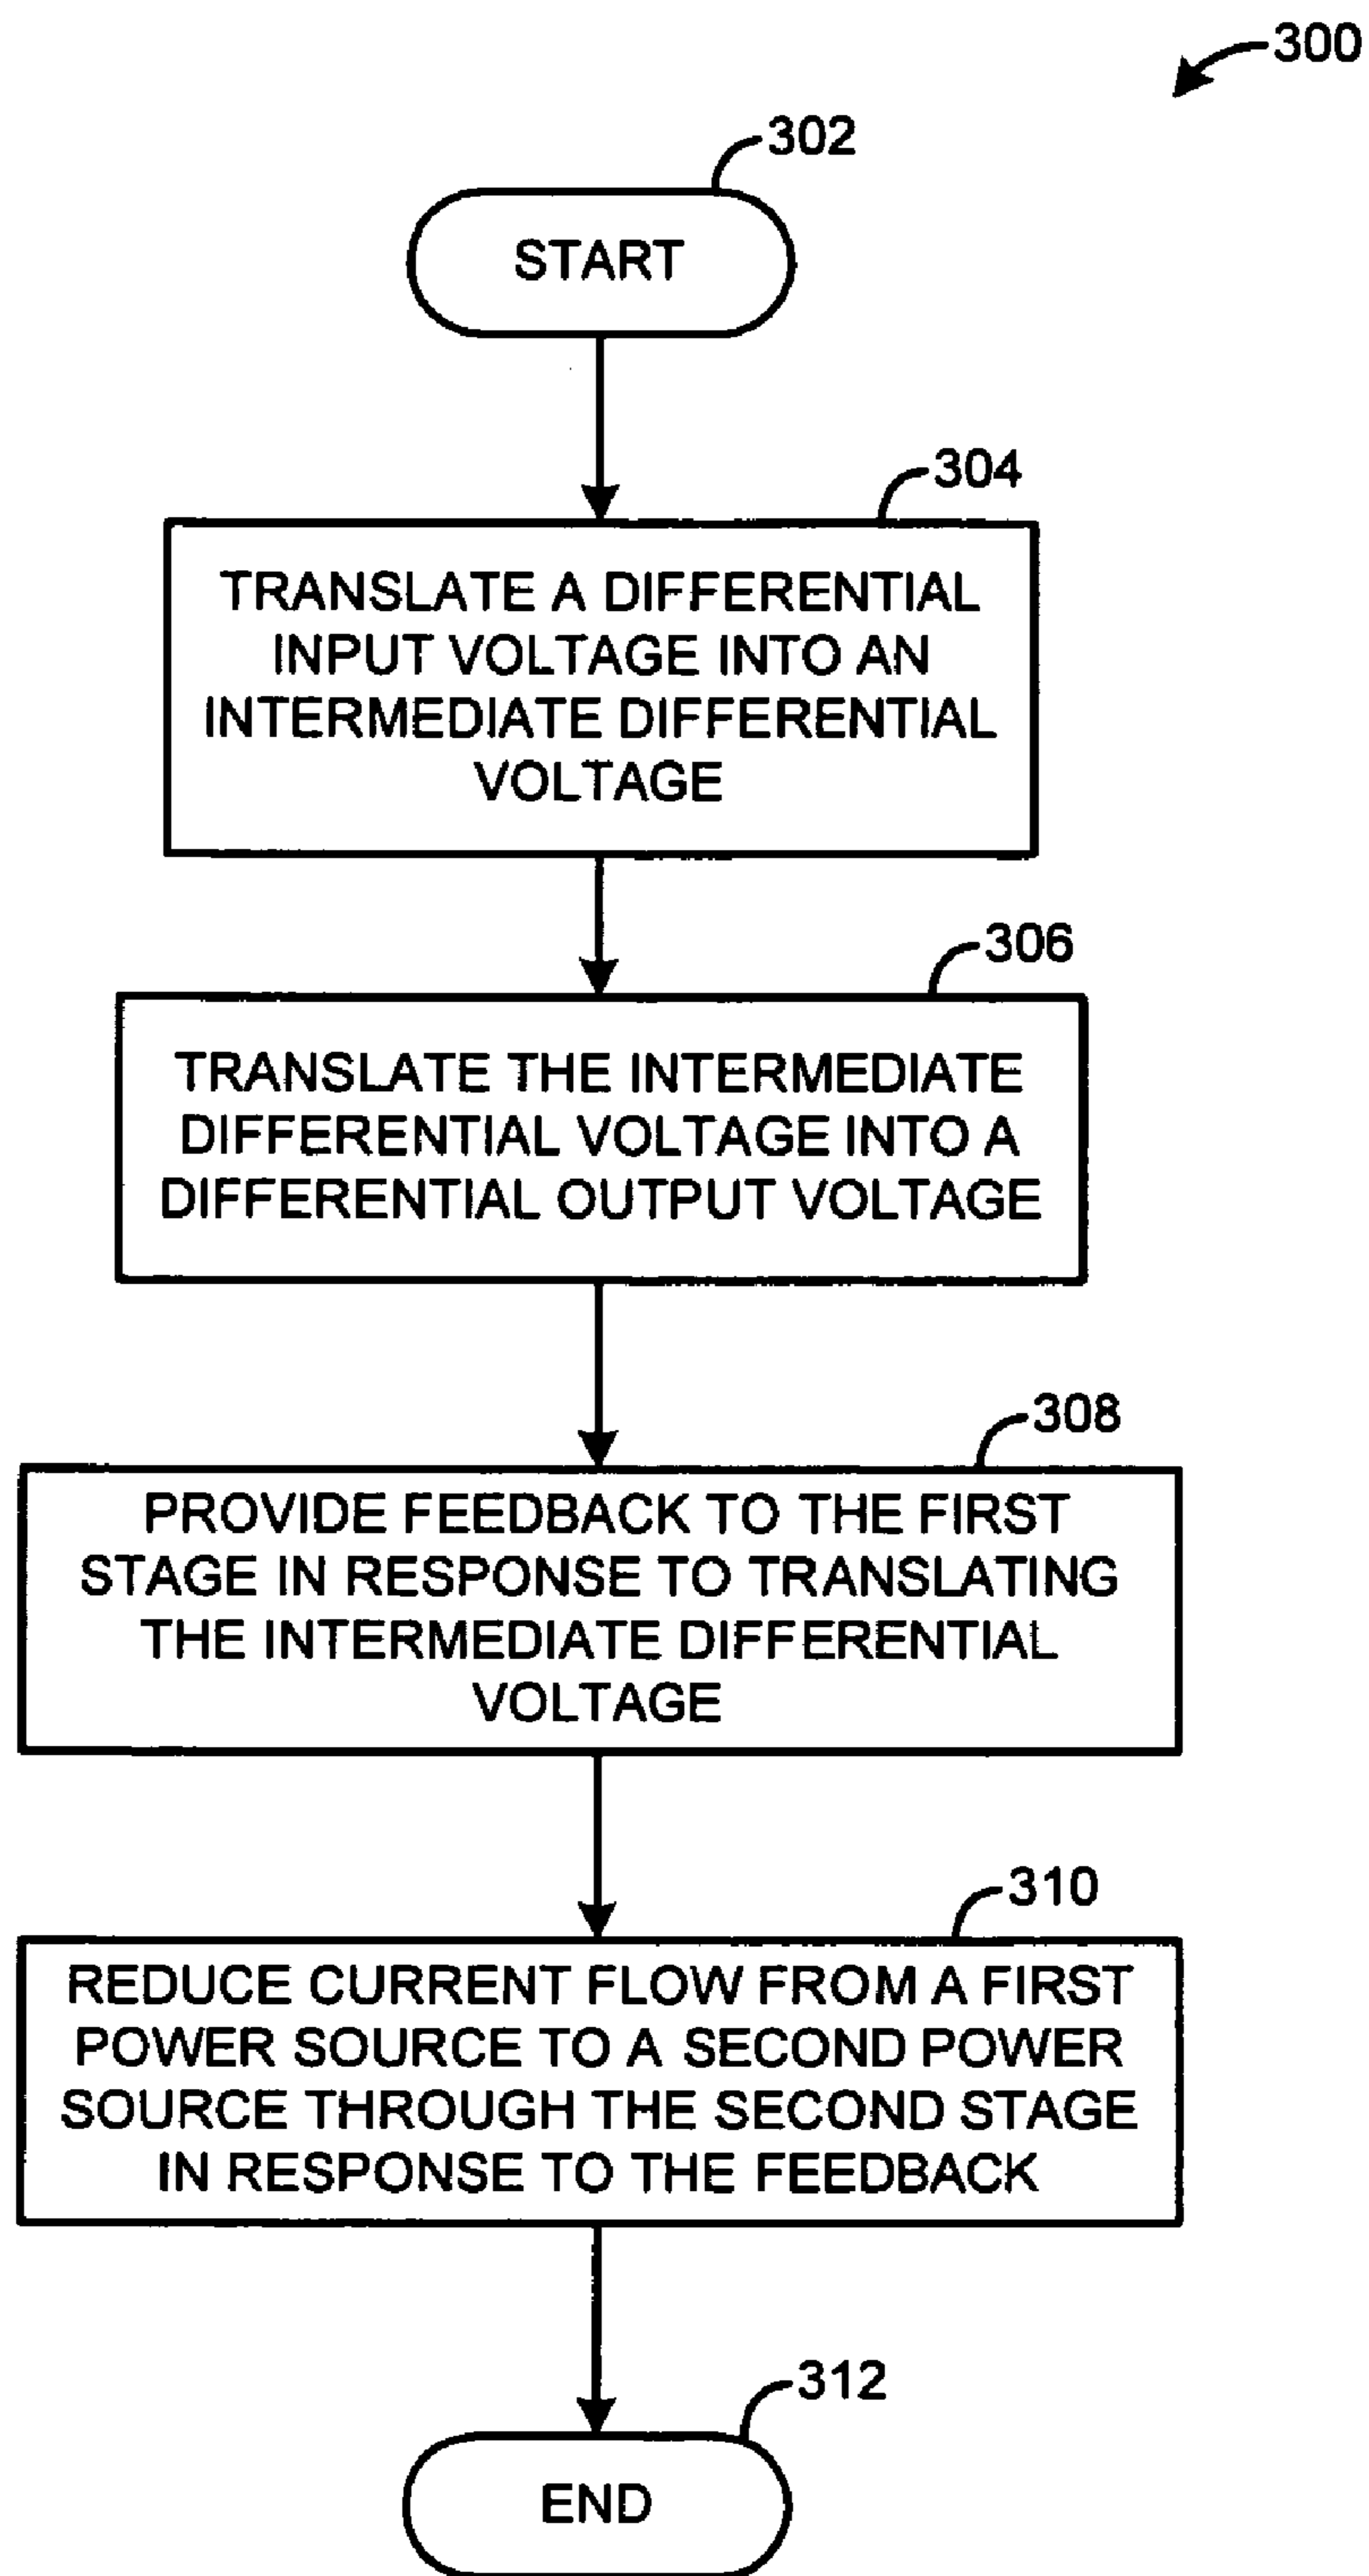 300
302
START
304
TRANSLATE A DIFFERENTIAL
INPUT VOLTAGE INTO AN
INTERMEDIATE DIFFERENTIAL
VOLTAGE
306
TRANSLATE THE INTERMEDIATE
DIFFERENTIAL VOLTAGE INTO A
DIFFERENTIAL OUTPUT VOLTAGE
308
PROVIDE FEEDBACK TO THE FIRST
STAGE IN RESPONSE TO TRANSLATING
THE INTERMEDIATE DIFFERENTIAL
VOLTAGE
310
REDUCE CURRENT FLOW FROM A FIRST
POWER SOURCE TO A SECOND POWER
SOURCE THROUGH THE SECOND STAGE
IN RESPONSE TO THE FEEDBACK
312
END